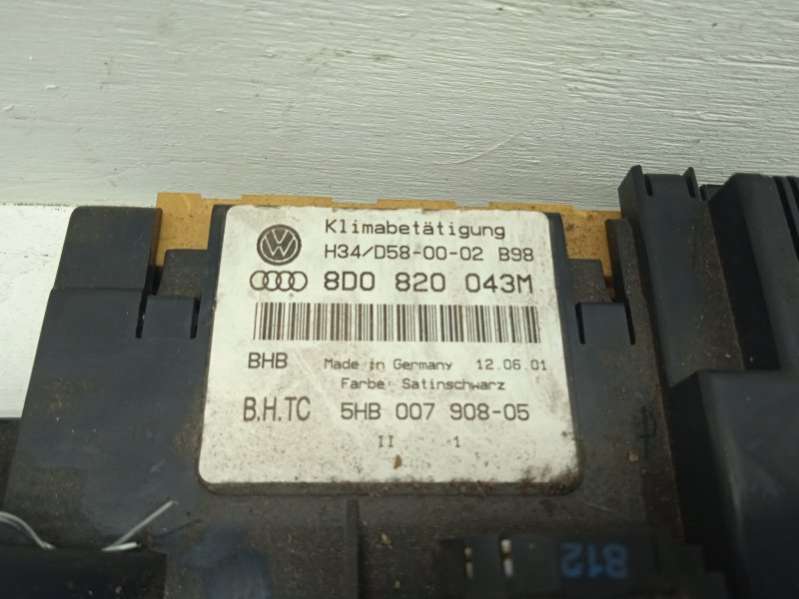 Klimabetätigung
H34/D58-00-02 B98
8D0 820 043M
BHB Made in Germany 12.06.01
Farbe: Satinschwarz
B.H.TC 5HB 007 908-05
II 1
812